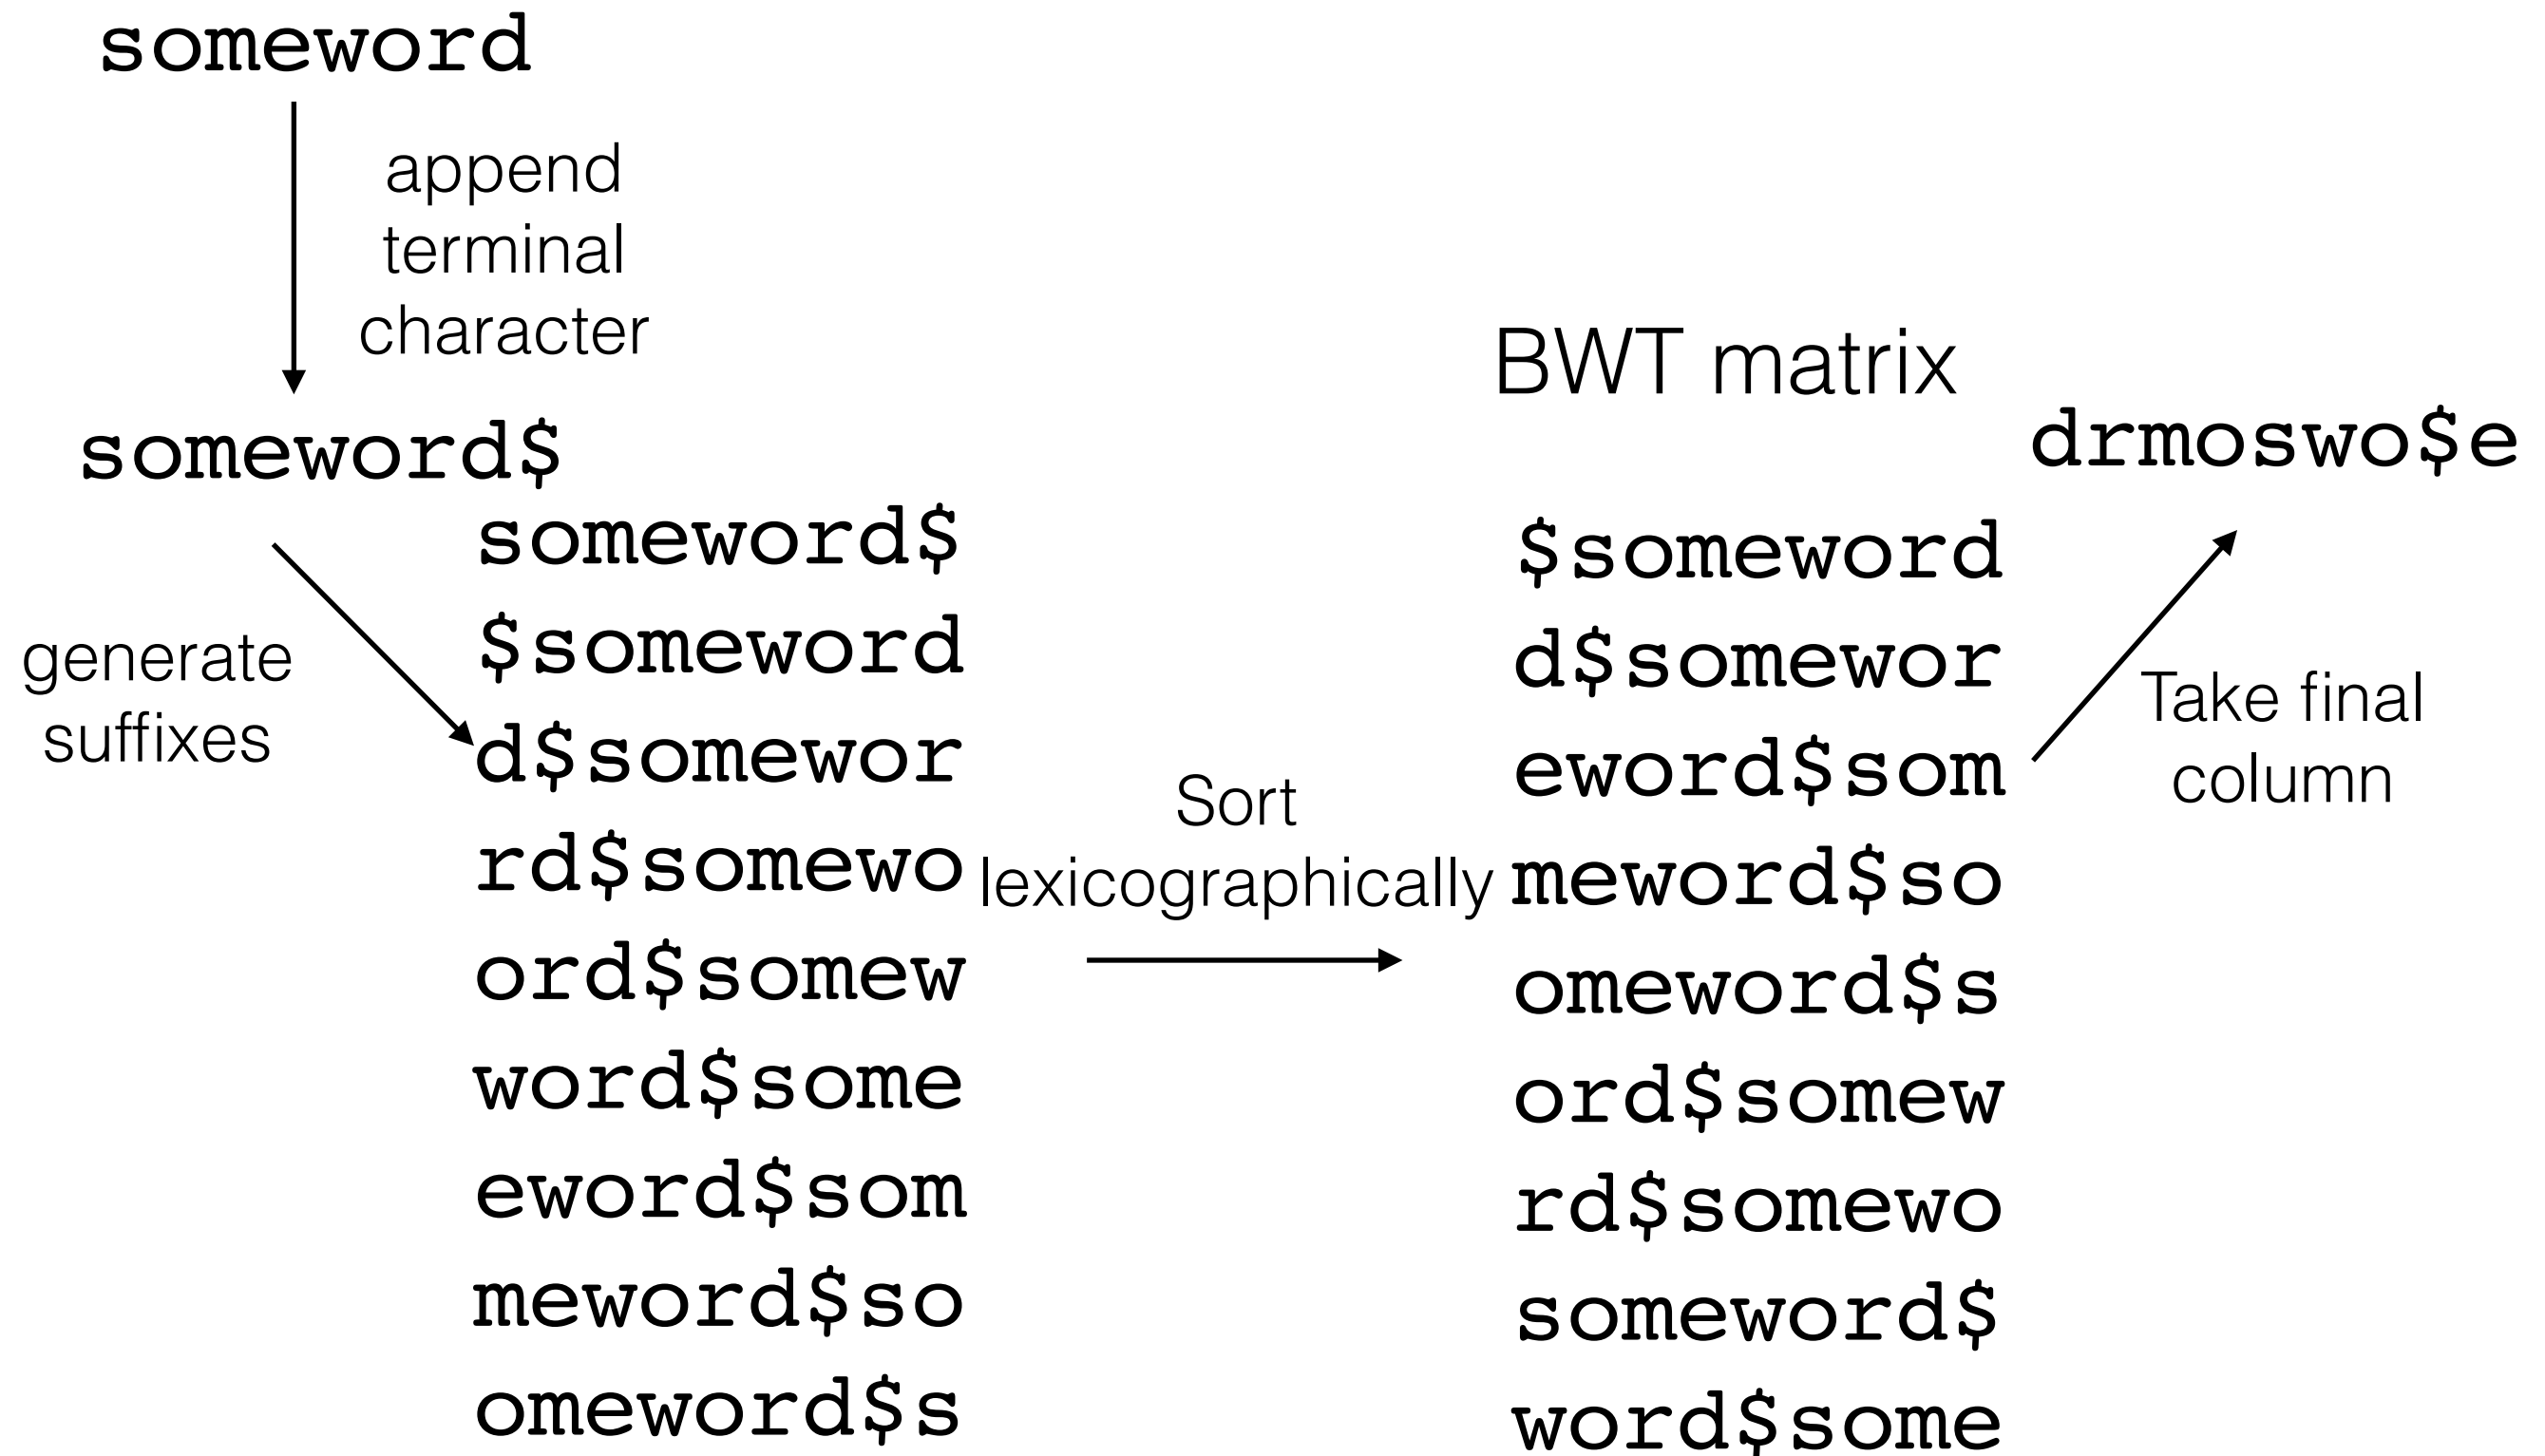 someword
append
terminal
character
someword$
generate
suffixes
someword$
$someword
d$somewor
rd$somewo
ord$somew
word$some
eword$som
meword$so
omeword$s
Sort
lexicographically
BWT matrix
$someword
d$somewor
eword$som
meword$so
omeword$s
ord$somew
rd$somewo
someword$
word$some
Take final
column
drmoswo$e